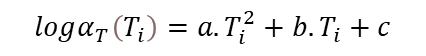 logα_T(T_i) = a.T_i^2 + b.T_i + c